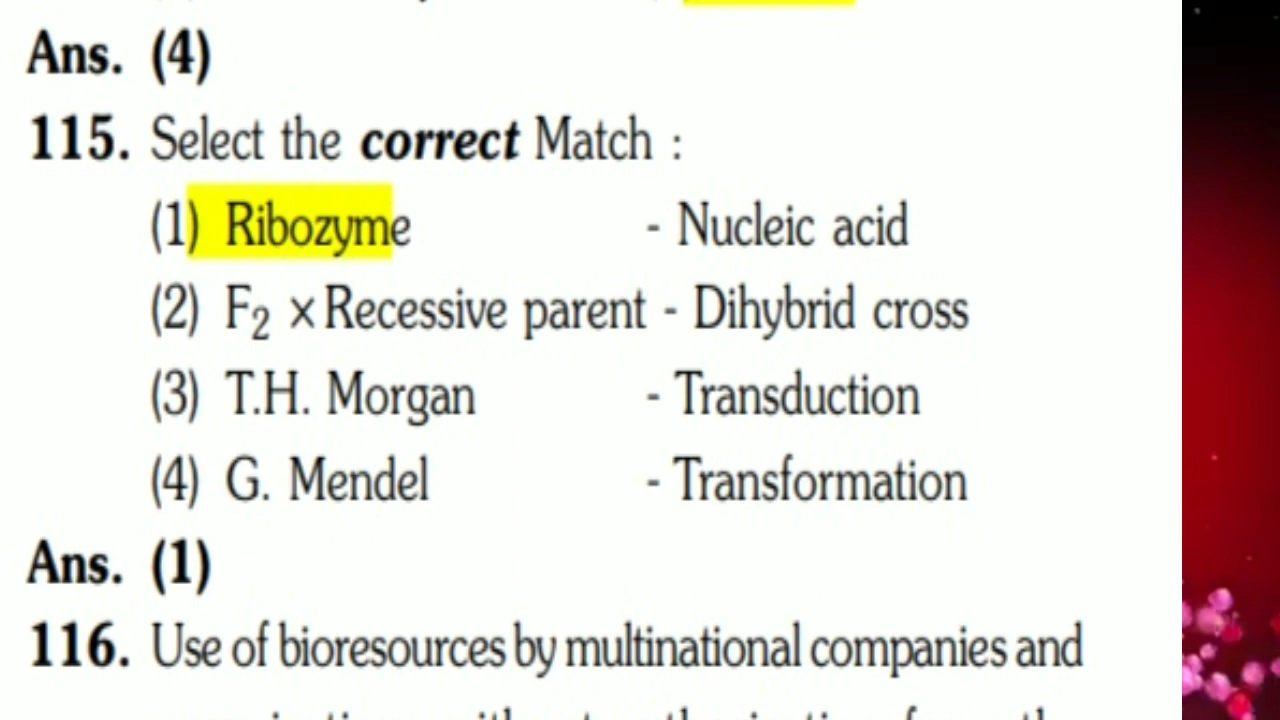 Ans. (4)
115. Select the correct Match :
(1) Ribozyme - Nucleic acid
(2) F₂ × Recessive parent - Dihybrid cross
(3) T.H. Morgan - Transduction
(4) G. Mendel - Transformation
Ans. (1)
116. Use of bioresources by multinational companies and